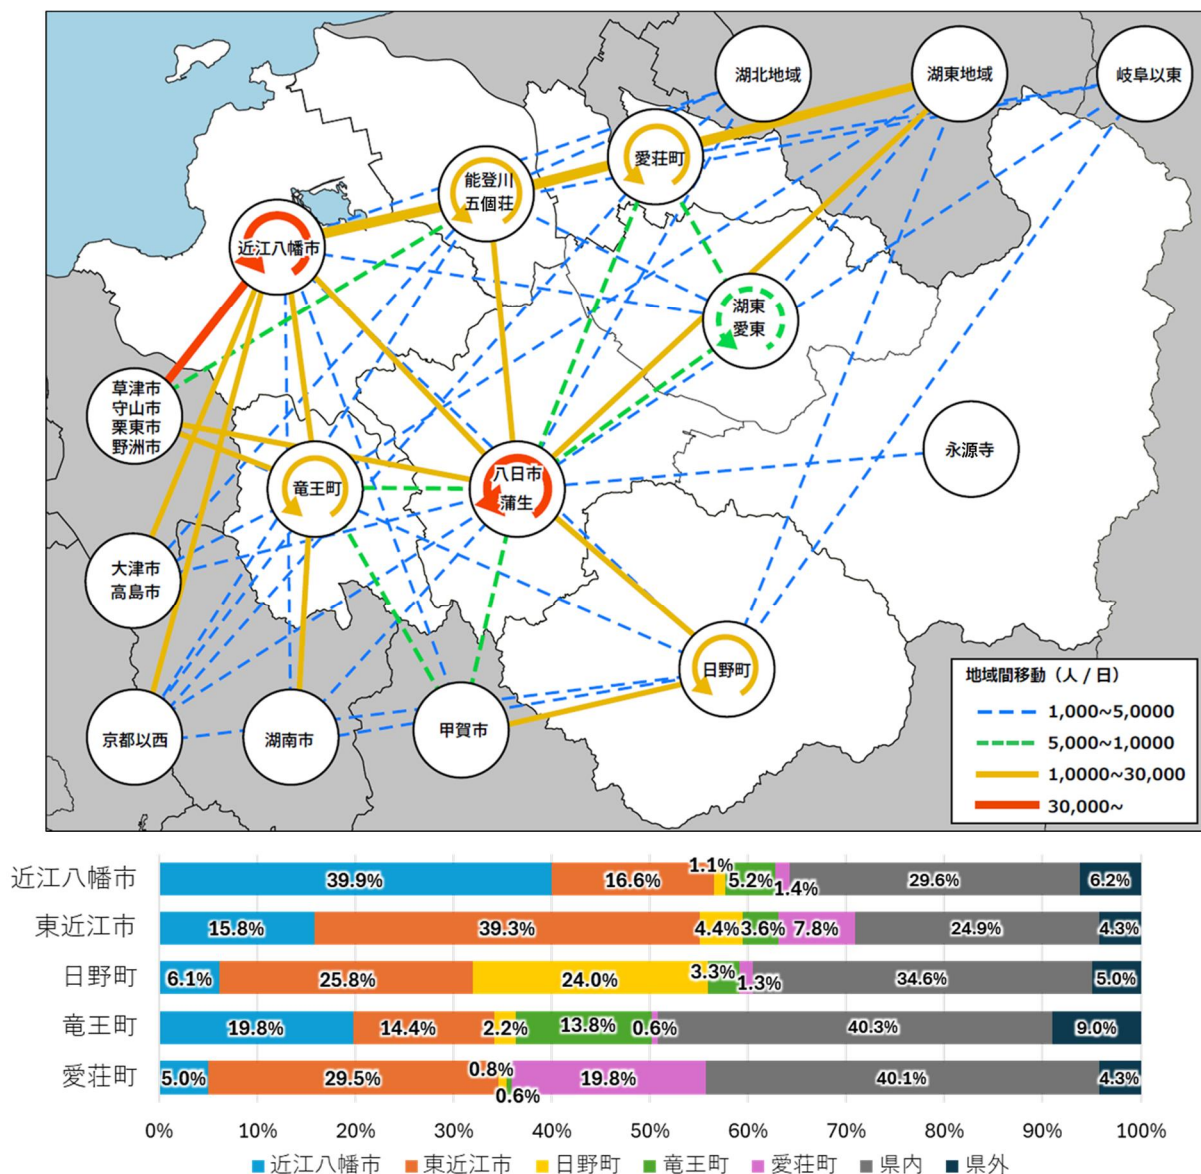 湖北地域
湖東地域
岐阜以東
愛荘町
能登川
五個荘
近江八幡市
湖東
愛東
草津市
守山市
栗東市
野洲市
竜王町
八日市
蒲生
永源寺
大津市
高島市
日野町
京都以西
湖南市
甲賀市
地域間移動（人 / 日）
1,000~5,0000
5,000~1,0000
1,0000~30,000
30,000~
近江八幡市 39.9% 16.6% 1.1% 5.2% 1.4% 29.6% 6.2%
東近江市 15.8% 39.3% 4.4% 3.6% 7.8% 24.9% 4.3%
日野町 6.1% 25.8% 24.0% 3.3% 1.3% 34.6% 5.0%
竜王町 19.8% 14.4% 2.2% 13.8% 0.6% 40.3% 9.0%
愛荘町 5.0% 29.5% 0.8% 0.6% 19.8% 40.1% 4.3%
0% 10% 20% 30% 40% 50% 60% 70% 80% 90% 100%
近江八幡市 東近江市 日野町 竜王町 愛荘町 県内 県外